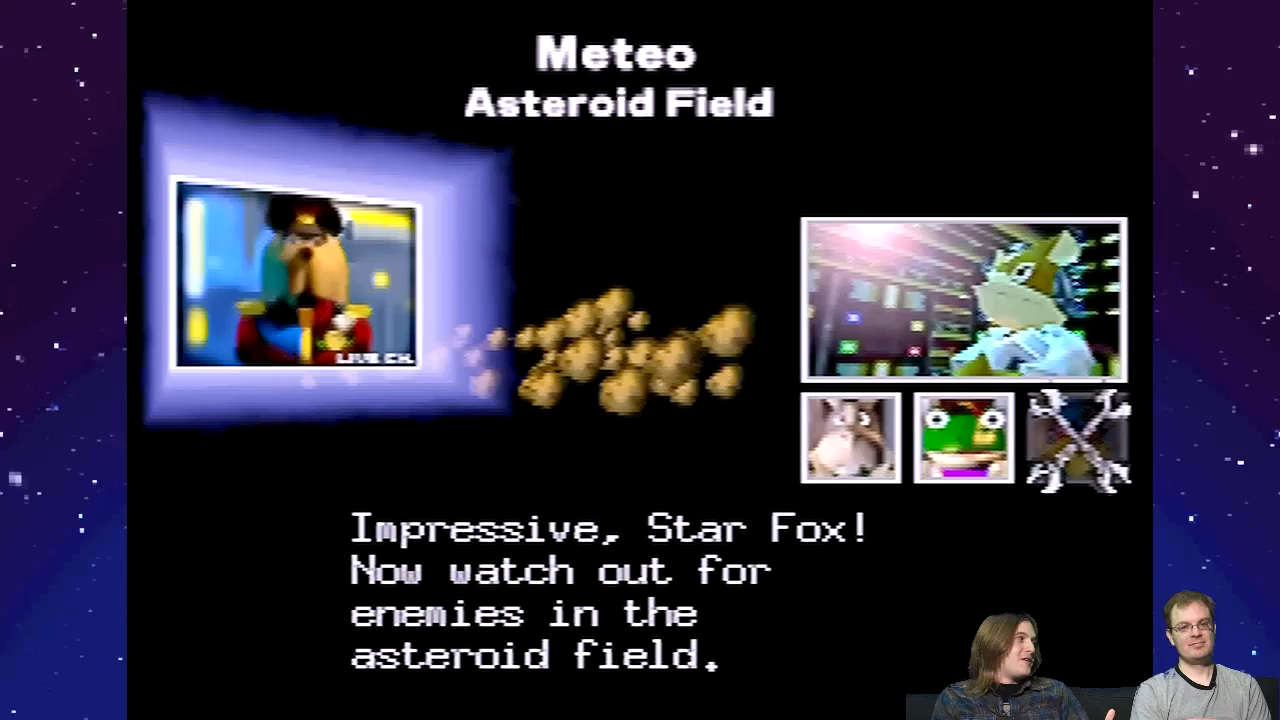 Meteo
Asteroid Field
LIVE CH.
Impressive, Star Fox!
Now watch out for
enemies in the
asteroid field.